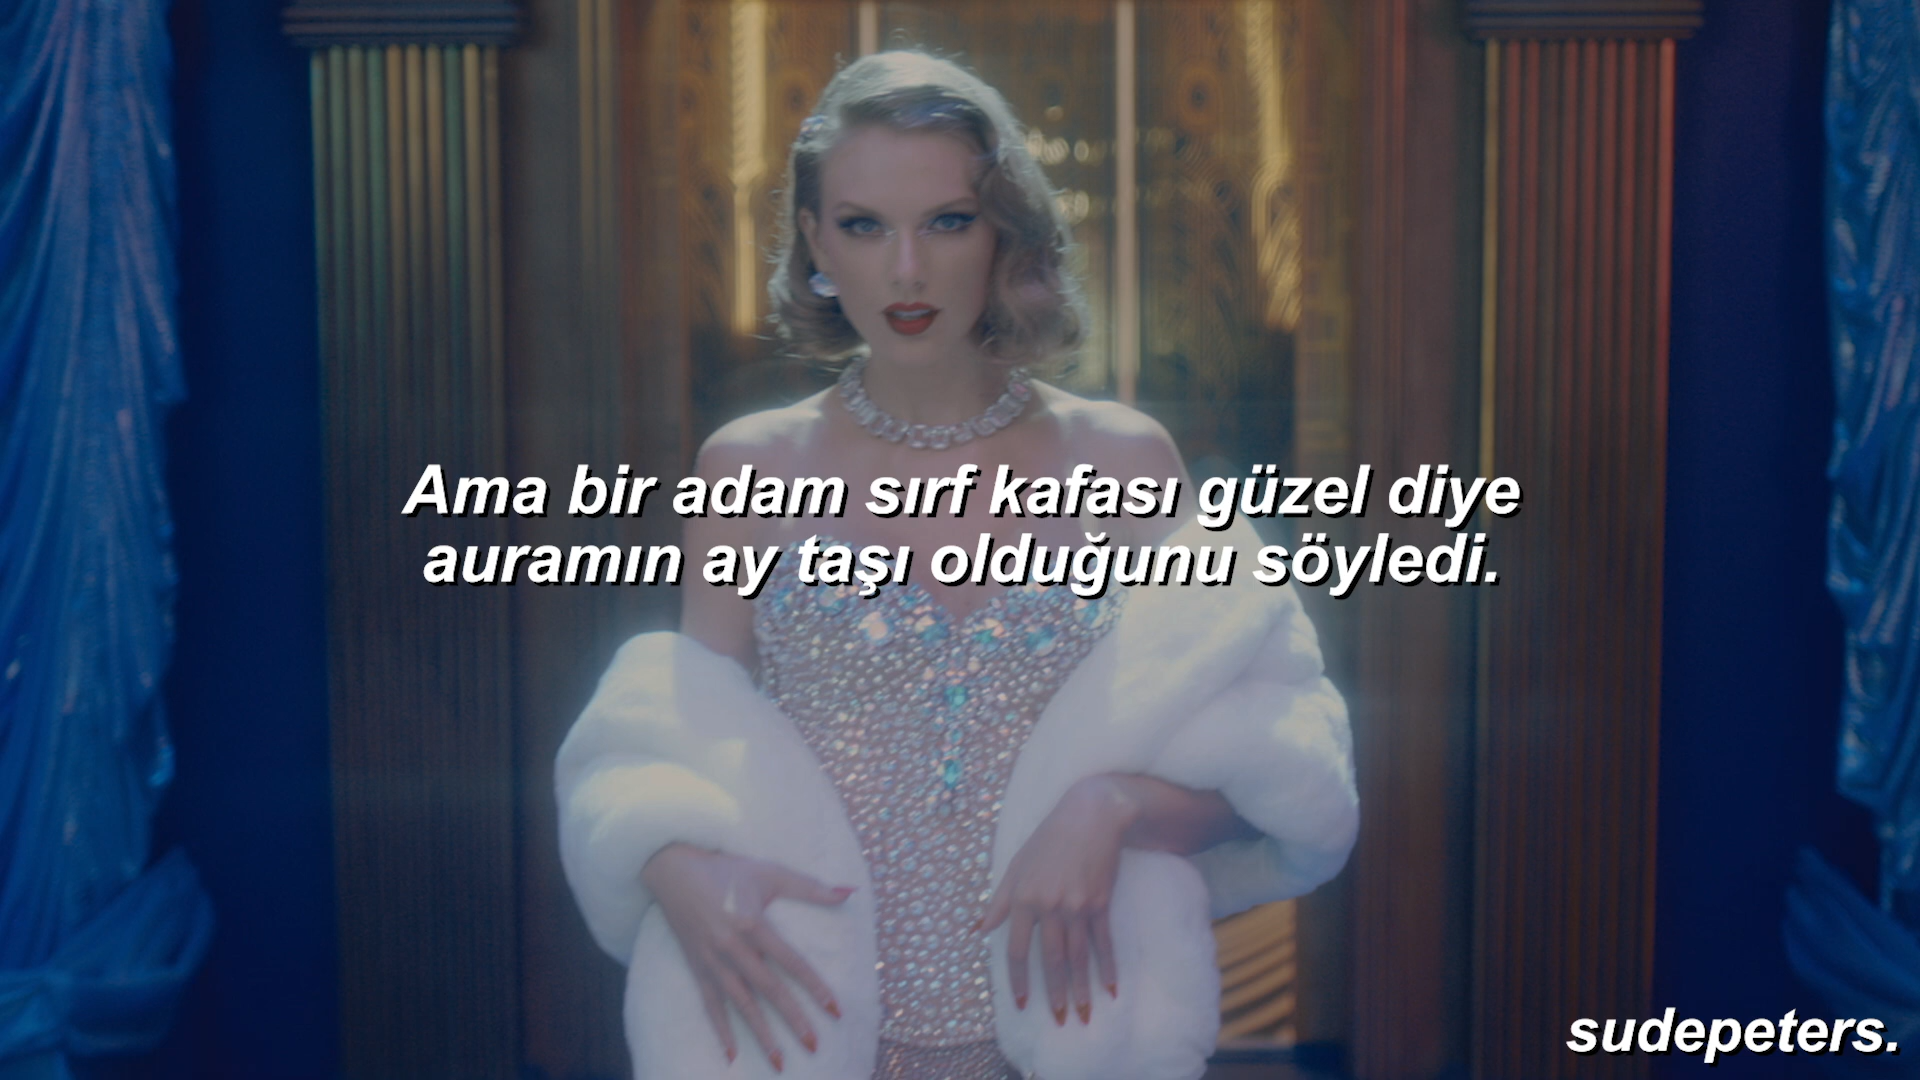 Ama bir adam sırf kafası güzel diye
auramın ay taşı olduğunu söyledi.
sudepeters.